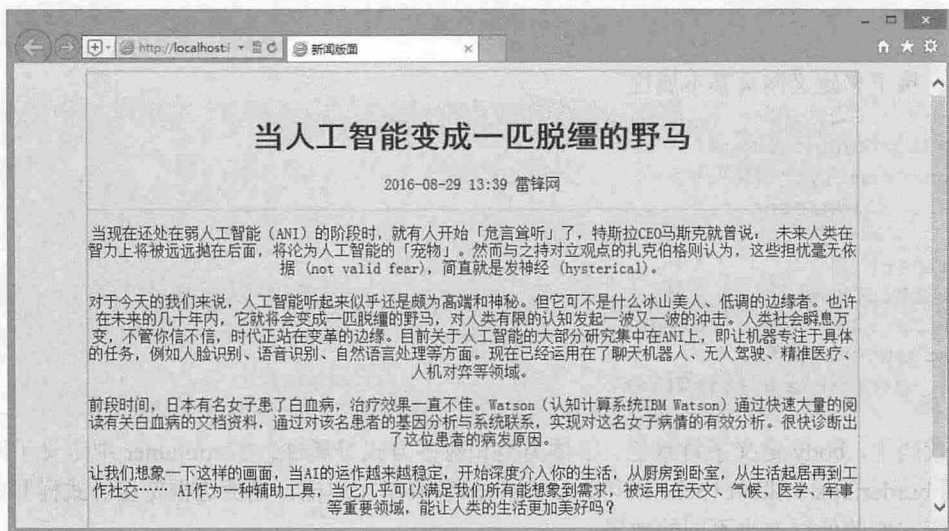 http://localhost:
新闻版面
当人工智能变成一匹脱缰的野马
2016-08-29 13:39 雷锋网
当现在还处在弱人工智能（ANI）的阶段时，就有人开始「危言耸听」了，特斯拉CEO马斯克就曾说： 未来人类在
智力上将被远远抛在后面，将沦为人工智能的「宠物」。然而与之持对立观点的扎克伯格则认为，这些担忧毫无依
据 (not valid fear)，简直就是发神经 (hysterical)。
对于今天的我们来说，人工智能听起来似乎还是颇为高端和神秘。但它可不是什么冰山美人、低调的边缘者。也许
在未来的几十年内，它就将会变成一匹脱缰的野马，对人类有限的认知发起一波又一波的冲击。人类社会瞬息万
变，不管你信不信，时代正站在变革的边缘。目前关于人工智能的大部分研究集中在ANI上，即让机器专注于具体
的任务，例如人脸识别、语音识别、自然语言处理等方面。现在已经运用在了聊天机器人、无人驾驶、精准医疗、
人机对弈等领域。
前段时间，日本有名女子患了白血病，治疗效果一直不佳。Watson（认知计算系统IBM Watson）通过快速大量的阅
读有关白血病的文档资料，通过对该名患者的基因分析与系统联系，实现对这名女子病情的有效分析。很快诊断出
了这位患者的病发原因。
让我们想象一下这样的画面，当AI的运作越来越稳定，开始深度介入你的生活，从厨房到卧室，从生活起居再到工
作社交…… AI作为一种辅助工具，当它几乎可以满足我们所有能想象到需求，被运用在天文、气候、医学、军事
等重要领域，能让人类的生活更加美好吗？